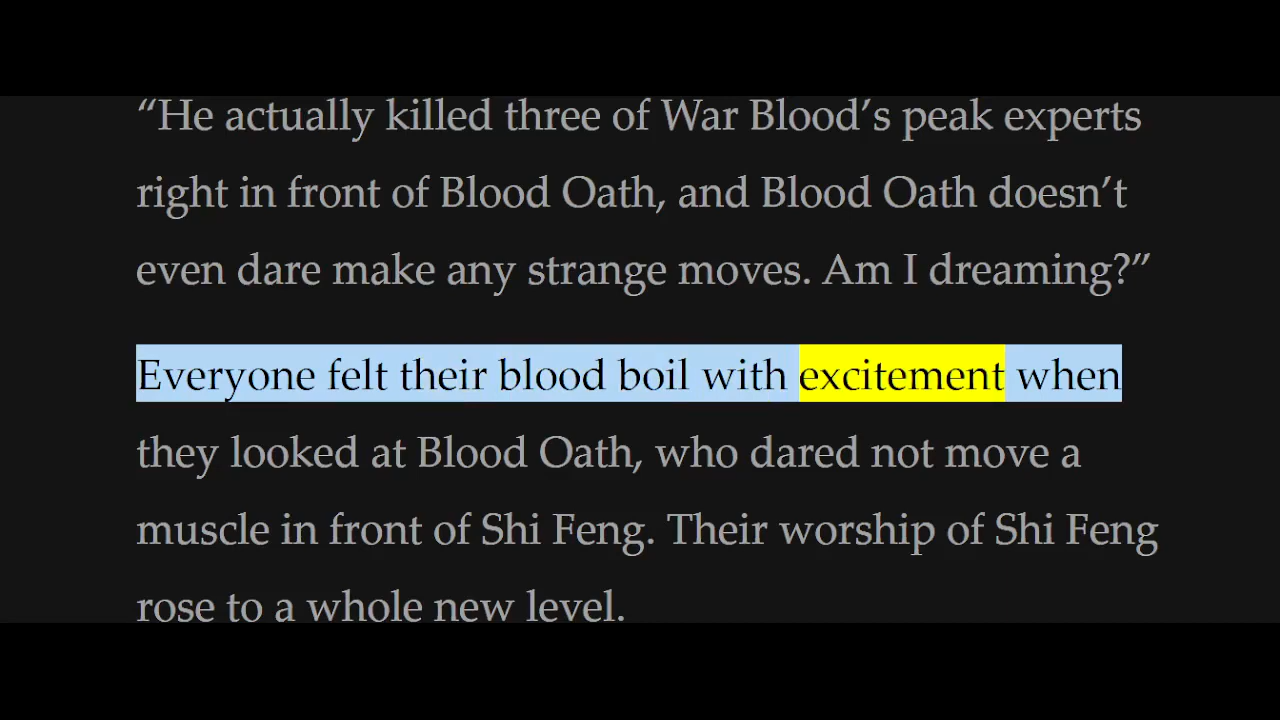 “He actually killed three of War Blood’s peak experts
right in front of Blood Oath, and Blood Oath doesn’t
even dare make any strange moves. Am I dreaming?”
Everyone felt their blood boil with excitement when
they looked at Blood Oath, who dared not move a
muscle in front of Shi Feng. Their worship of Shi Feng
rose to a whole new level.